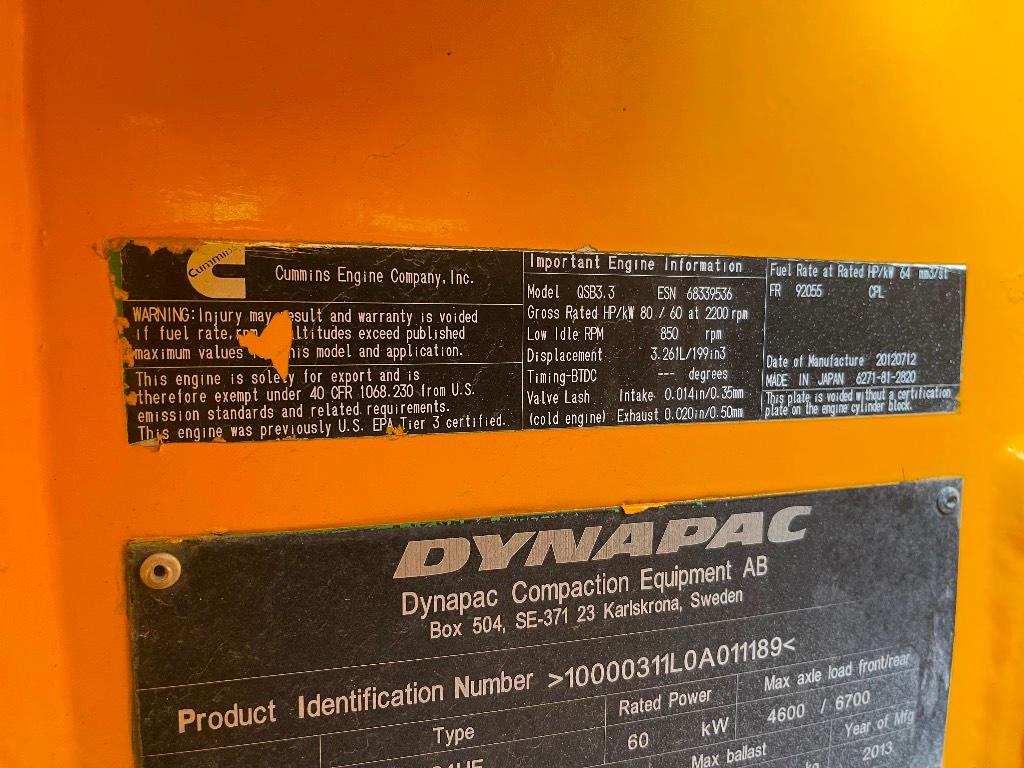 Cummins
Cummins Engine Company, Inc.
WARNING: Injury may result and warranty is voided
if fuel rate, rpm altitudes exceed published
maximum values this model and application.
This engine is solely for export and is
therefore exempt under 40 CFR 1068.230 from U.S.
emission standards and related requirements.
This engine was previously U.S. EPA Tier 3 certified.
Important Engine Information
Model QSB3.3 ESN 68339536
Gross Rated HP/kW 80 / 60 at 2200 rpm
Low Idle RPM 850 rpm
Displacement 3.261L/199in3
Timing-BTDC --- degrees
Valve Lash Intake 0.014in/0.35mm
(cold engine) Exhaust 0.020in/0.50mm
Fuel Rate at Rated HP/kW 64 mm3/st
FR 92055 CPL
Date of Manufacture 20120712
MADE IN JAPAN 6271-81-2820
This plate is voided without a certification
plate on the engine cylinder block.
DYNAPAC
Dynapac Compaction Equipment AB
Box 504, SE-371 23 Karlskrona, Sweden
Product Identification Number >10000311L0A011189<
Type Rated Power Max axle load front/rear
60 kW 4600 / 6700
Max ballast Year of Mfg
2013